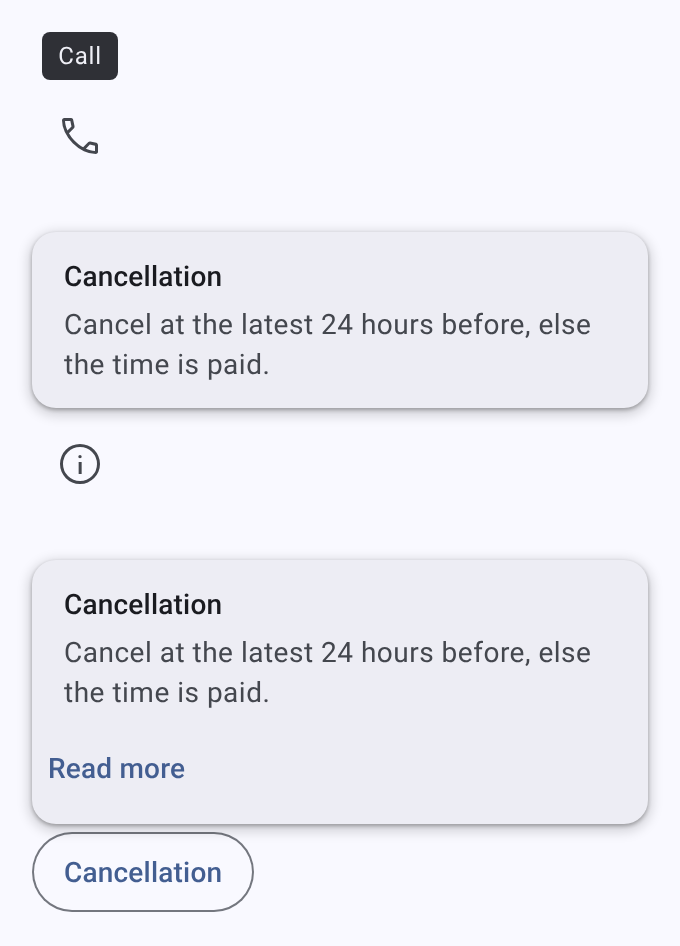 Call
Cancellation
Cancel at the latest 24 hours before, else
the time is paid.
Cancellation
Cancel at the latest 24 hours before, else
the time is paid.
Read more
Cancellation